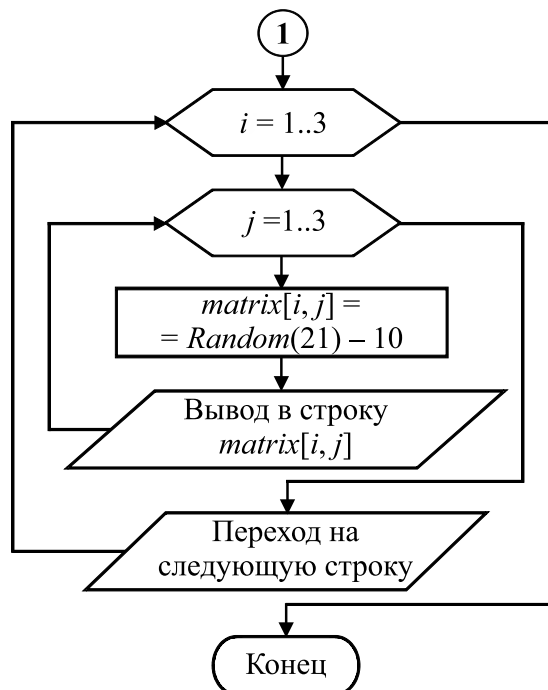 1
i = 1..3
j =1..3
matrix[i, j] =
= Random(21) – 10
Вывод в строку
matrix[i, j]
Переход на
следующую строку
Конец